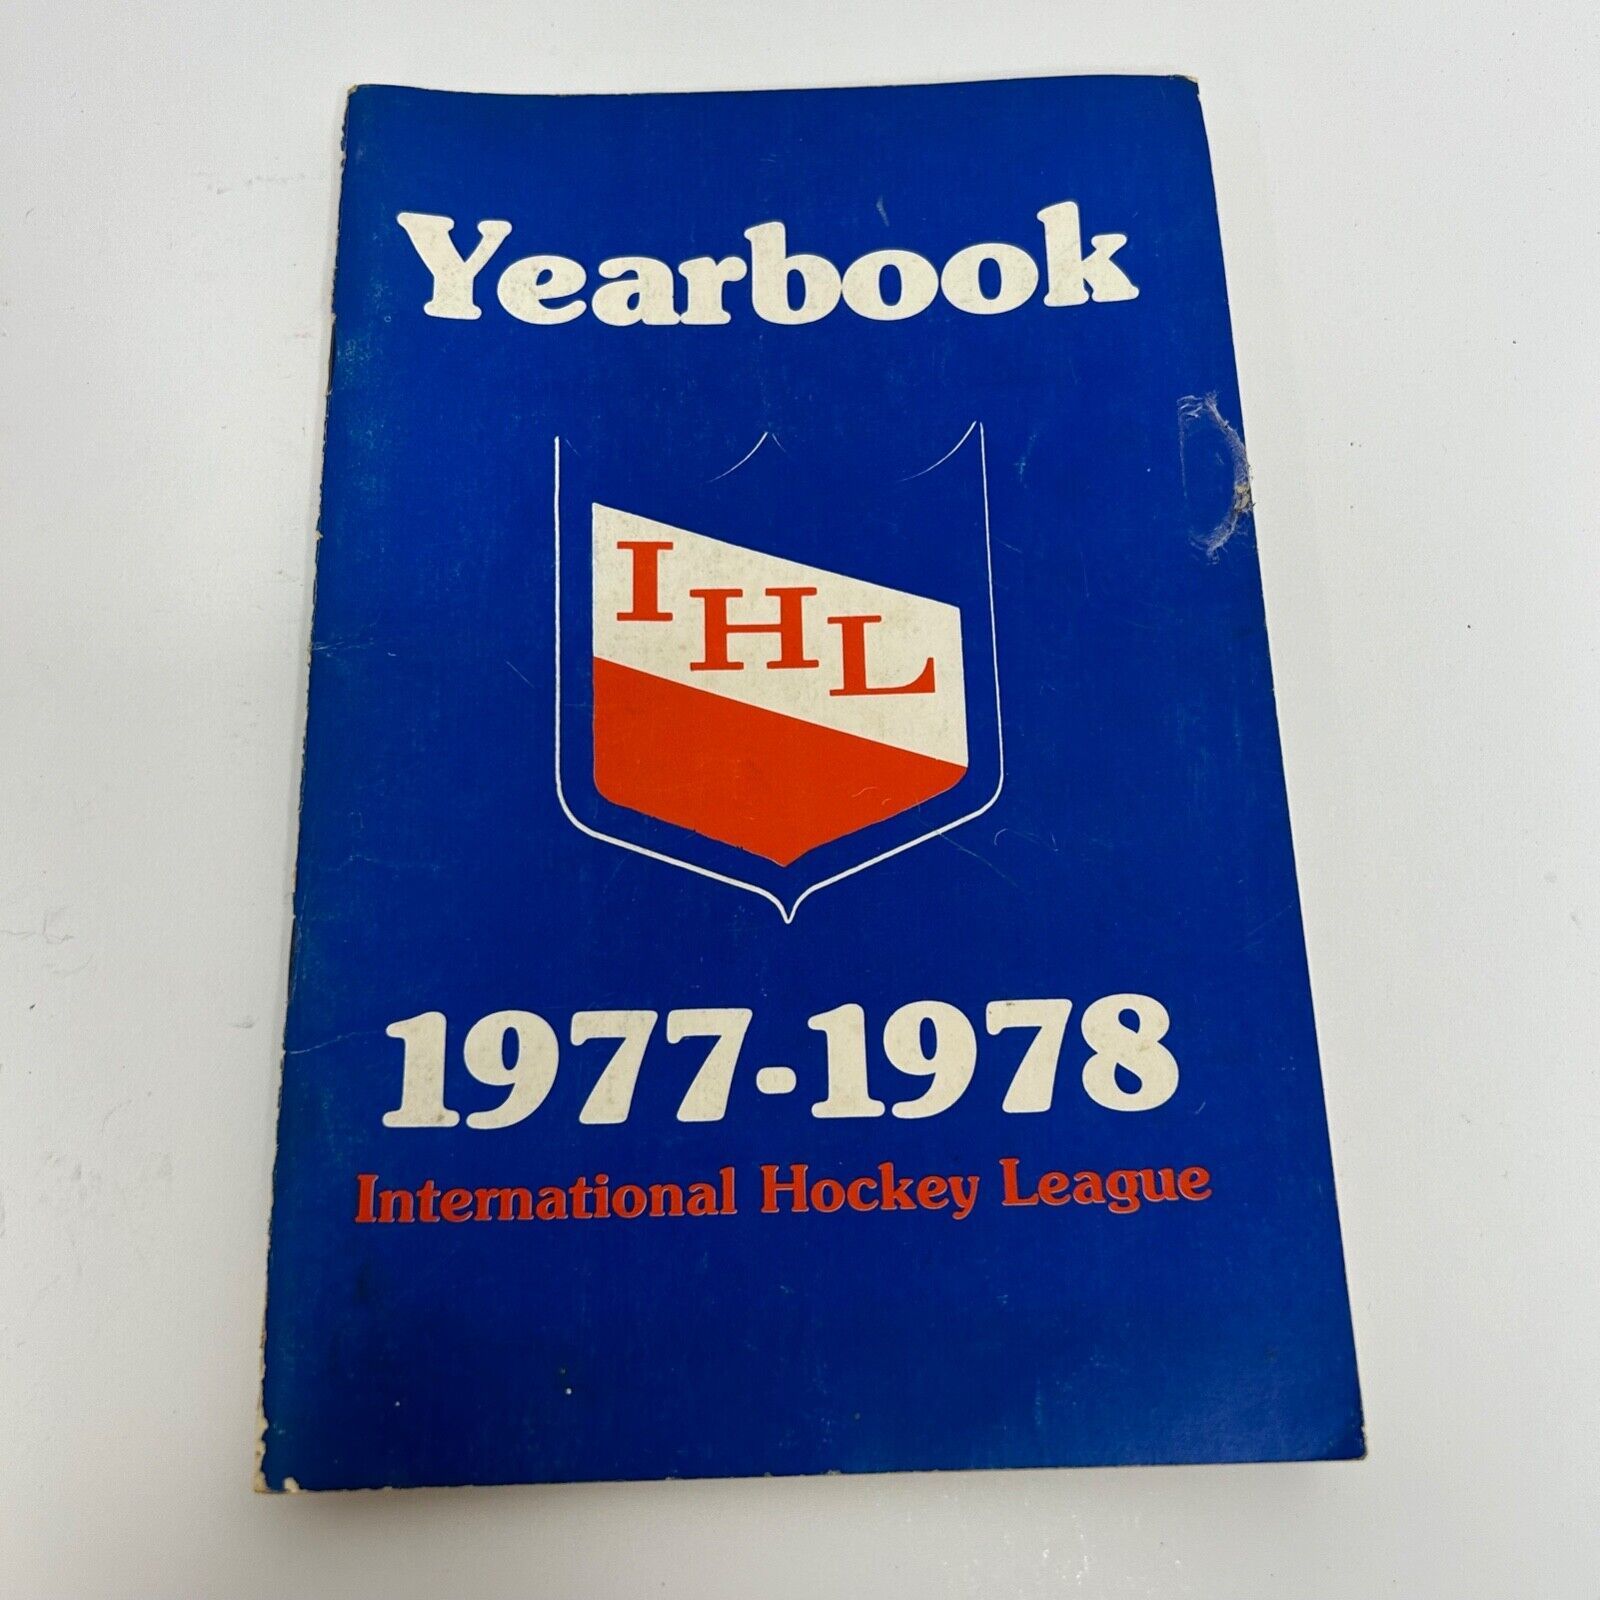 Yearbook
IHL
1977-1978
International Hockey League